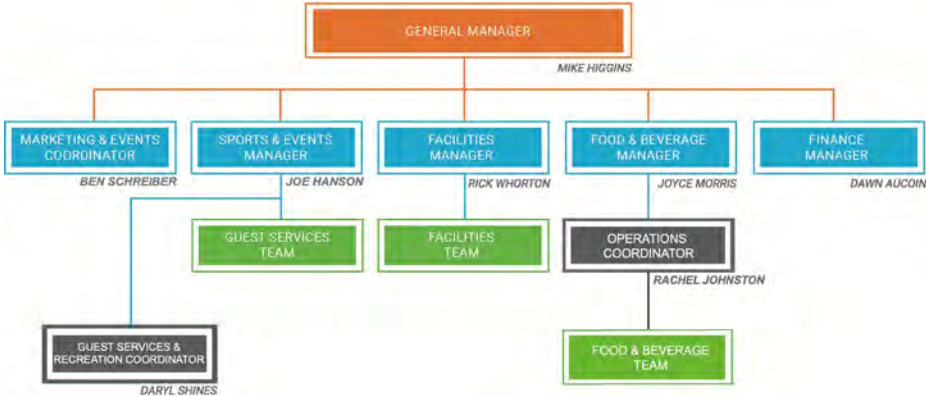 GENERAL MANAGER
MIKE HIGGINS
MARKETING & EVENTS
COORDINATOR
BEN SCHREIBER
SPORTS & EVENTS
MANAGER
JOE HANSON
FACILITIES
MANAGER
RICK WHORTON
FOOD & BEVERAGE
MANAGER
JOYCE MORRIS
FINANCE
MANAGER
DAWN AUCOIN
GUEST SERVICES
TEAM
FACILITIES
TEAM
OPERATIONS
COORDINATOR
RACHEL JOHNSTON
GUEST SERVICES &
RECREATION COORDINATOR
DARYL SHINES
FOOD & BEVERAGE
TEAM